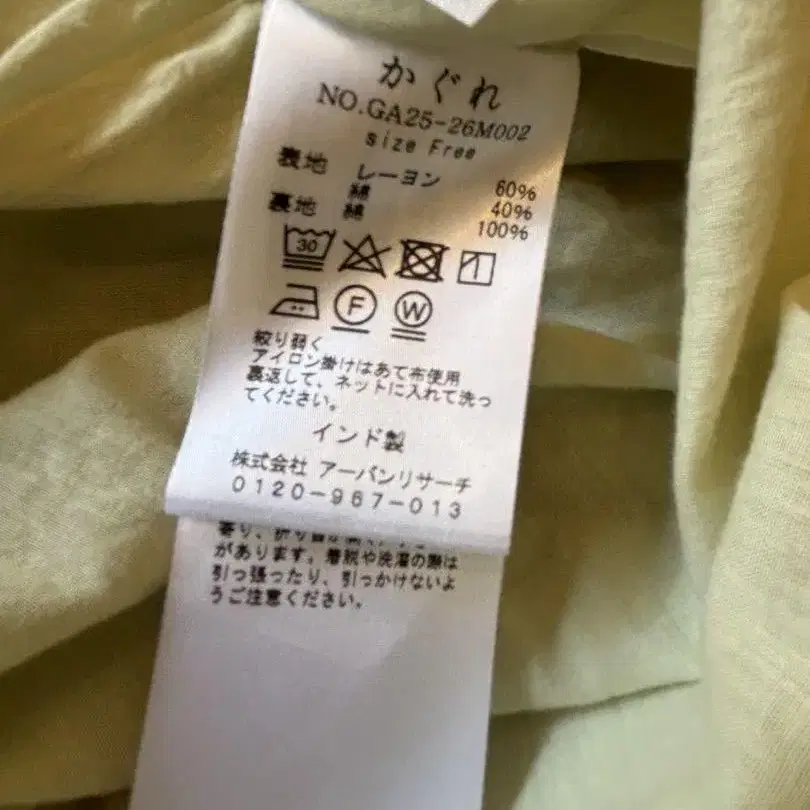 かぐれ
NO.GA25-26M002
size Free
表地 レーヨン 60%
綿 40%
裏地 綿 100%
30
F W
絞り弱く
アイロン掛けはあて布使用
裏返して、ネットに入れて洗っ
てください。
インド製
株式会社 アーバンリサーチ
0120-967-013
があります。着脱や洗濯の際は
引っ張ったり、引っかけないよ
うご注意ください。